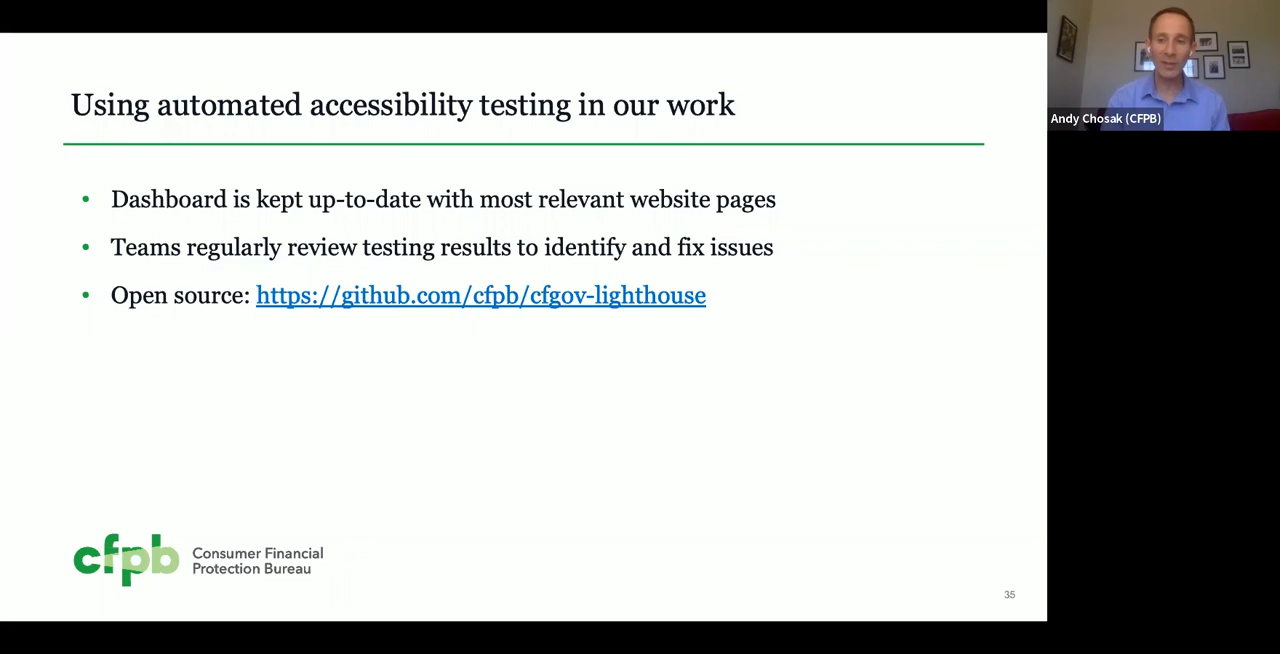 Using automated accessibility testing in our work
• Dashboard is kept up-to-date with most relevant website pages
• Teams regularly review testing results to identify and fix issues
• Open source: https://github.com/cfpb/cfgov-lighthouse
cfpb
Consumer Financial
Protection Bureau
35
Andy Chosak (CFPB)